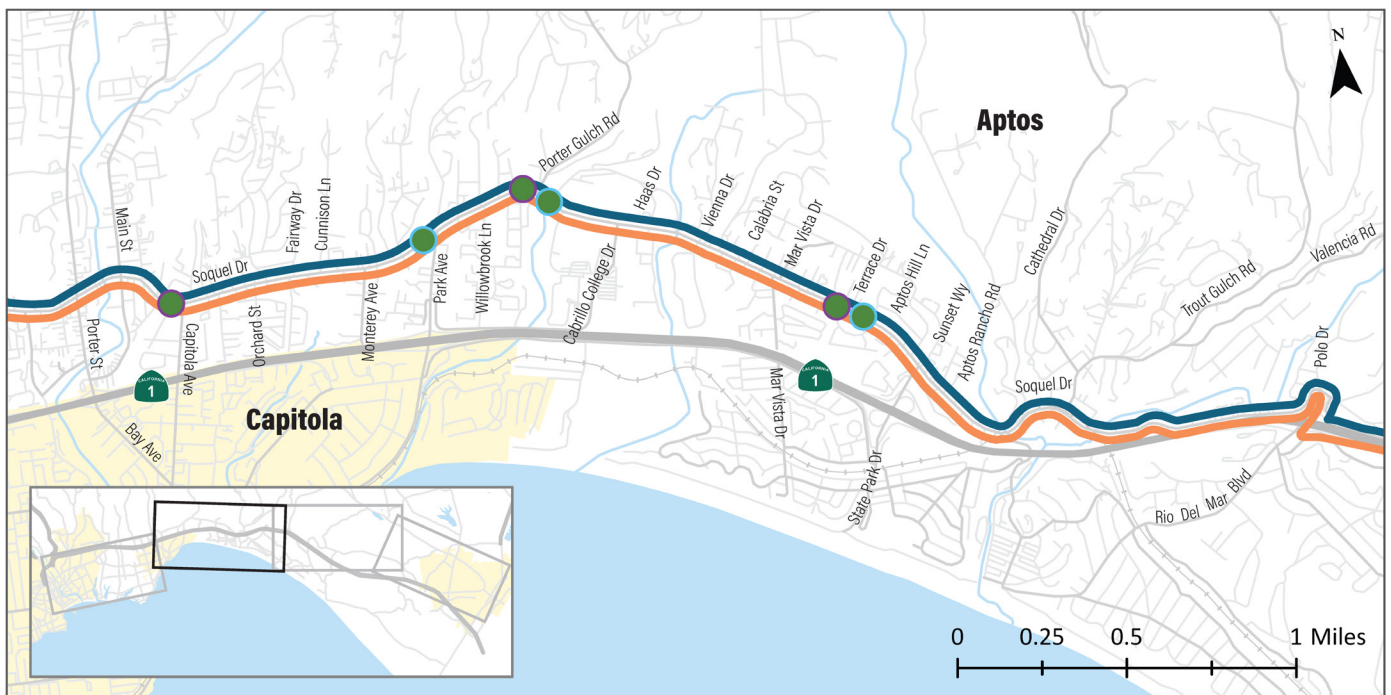 N
Aptos
Porter Gulch Rd
Main St
Fairway Dr
Cunnison Ln
Haas Dr
Vienna Dr
Calabria St
Mar Vista Dr
Cathedral Dr
Valencia Rd
Soquel Dr
Park Ave
Willowbrook Ln
Terrace Dr
Aptos Hill Ln
Trout Gulch Rd
Porter St
Capitola Ave
Orchard St
Monterey Ave
Cabrillo College Dr
Sunset Wy
Aptos Rancho Rd
Polo Dr
CALIFORNIA
1
CALIFORNIA
1
Soquel Dr
Capitola
Bay Ave
Mar Vista Dr
State Park Dr
Rio Del Mar Blvd
0 0.25 0.5 1 Miles